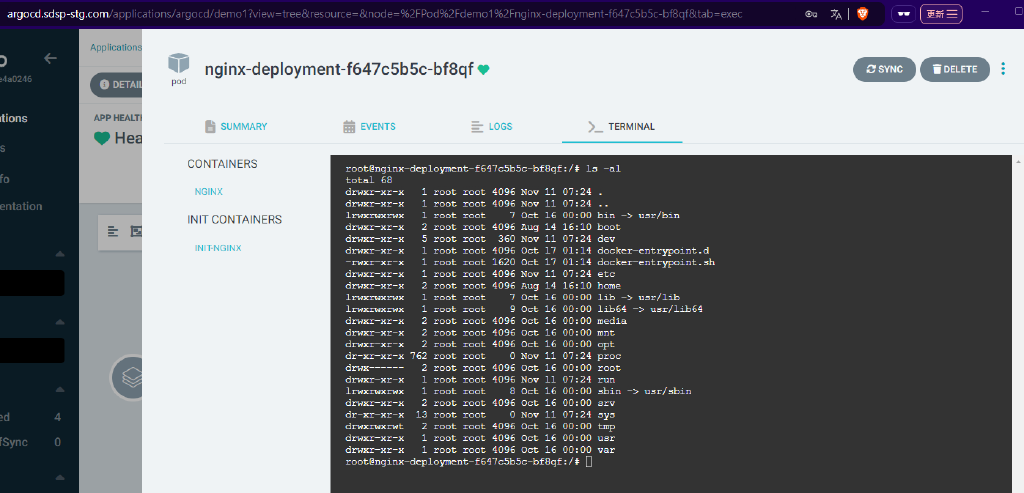 argocd.sdsp-stg.com/applications/argocd/demo1?view=tree&resource=&node=%2FPod%2Fdemo1%2Fnginx-deployment-f647c5b5c-bf8qf&tab=exec
更新
e4a0246
Applications
DETAIL
APP HEALTH
Hea
tions
s
fo
entation
ed 4
fSync 0
pod
nginx-deployment-f647c5b5c-bf8qf
SYNC
DELETE
SUMMARY
EVENTS
LOGS
TERMINAL
CONTAINERS
NGINX
INIT CONTAINERS
INIT-NGINX
root@nginx-deployment-f647c5b5c-bf8qf:/# ls -al
total 68
drwxr-xr-x 1 root root 4096 Nov 11 07:24 .
drwxr-xr-x 1 root root 4096 Nov 11 07:24 ..
lrwxrwxrwx 1 root root 7 Oct 16 00:00 bin -> usr/bin
drwxr-xr-x 2 root root 4096 Aug 14 16:10 boot
drwxr-xr-x 5 root root 360 Nov 11 07:24 dev
drwxr-xr-x 1 root root 4096 Oct 17 01:14 docker-entrypoint.d
-rwxr-xr-x 1 root root 1620 Oct 17 01:14 docker-entrypoint.sh
drwxr-xr-x 1 root root 4096 Nov 11 07:24 etc
drwxr-xr-x 2 root root 4096 Aug 14 16:10 home
lrwxrwxrwx 1 root root 7 Oct 16 00:00 lib -> usr/lib
lrwxrwxrwx 1 root root 9 Oct 16 00:00 lib64 -> usr/lib64
drwxr-xr-x 2 root root 4096 Oct 16 00:00 media
drwxr-xr-x 2 root root 4096 Oct 16 00:00 mnt
drwxr-xr-x 2 root root 4096 Oct 16 00:00 opt
dr-xr-xr-x 762 root root 0 Nov 11 07:24 proc
drwx------ 2 root root 4096 Oct 16 00:00 root
drwxr-xr-x 1 root root 4096 Nov 11 07:24 run
lrwxrwxrwx 1 root root 8 Oct 16 00:00 sbin -> usr/sbin
drwxr-xr-x 2 root root 4096 Oct 16 00:00 srv
dr-xr-xr-x 13 root root 0 Nov 11 07:24 sys
drwxrwxrwt 2 root root 4096 Oct 16 00:00 tmp
drwxr-xr-x 1 root root 4096 Oct 16 00:00 usr
drwxr-xr-x 1 root root 4096 Oct 16 00:00 var
root@nginx-deployment-f647c5b5c-bf8qf:/#